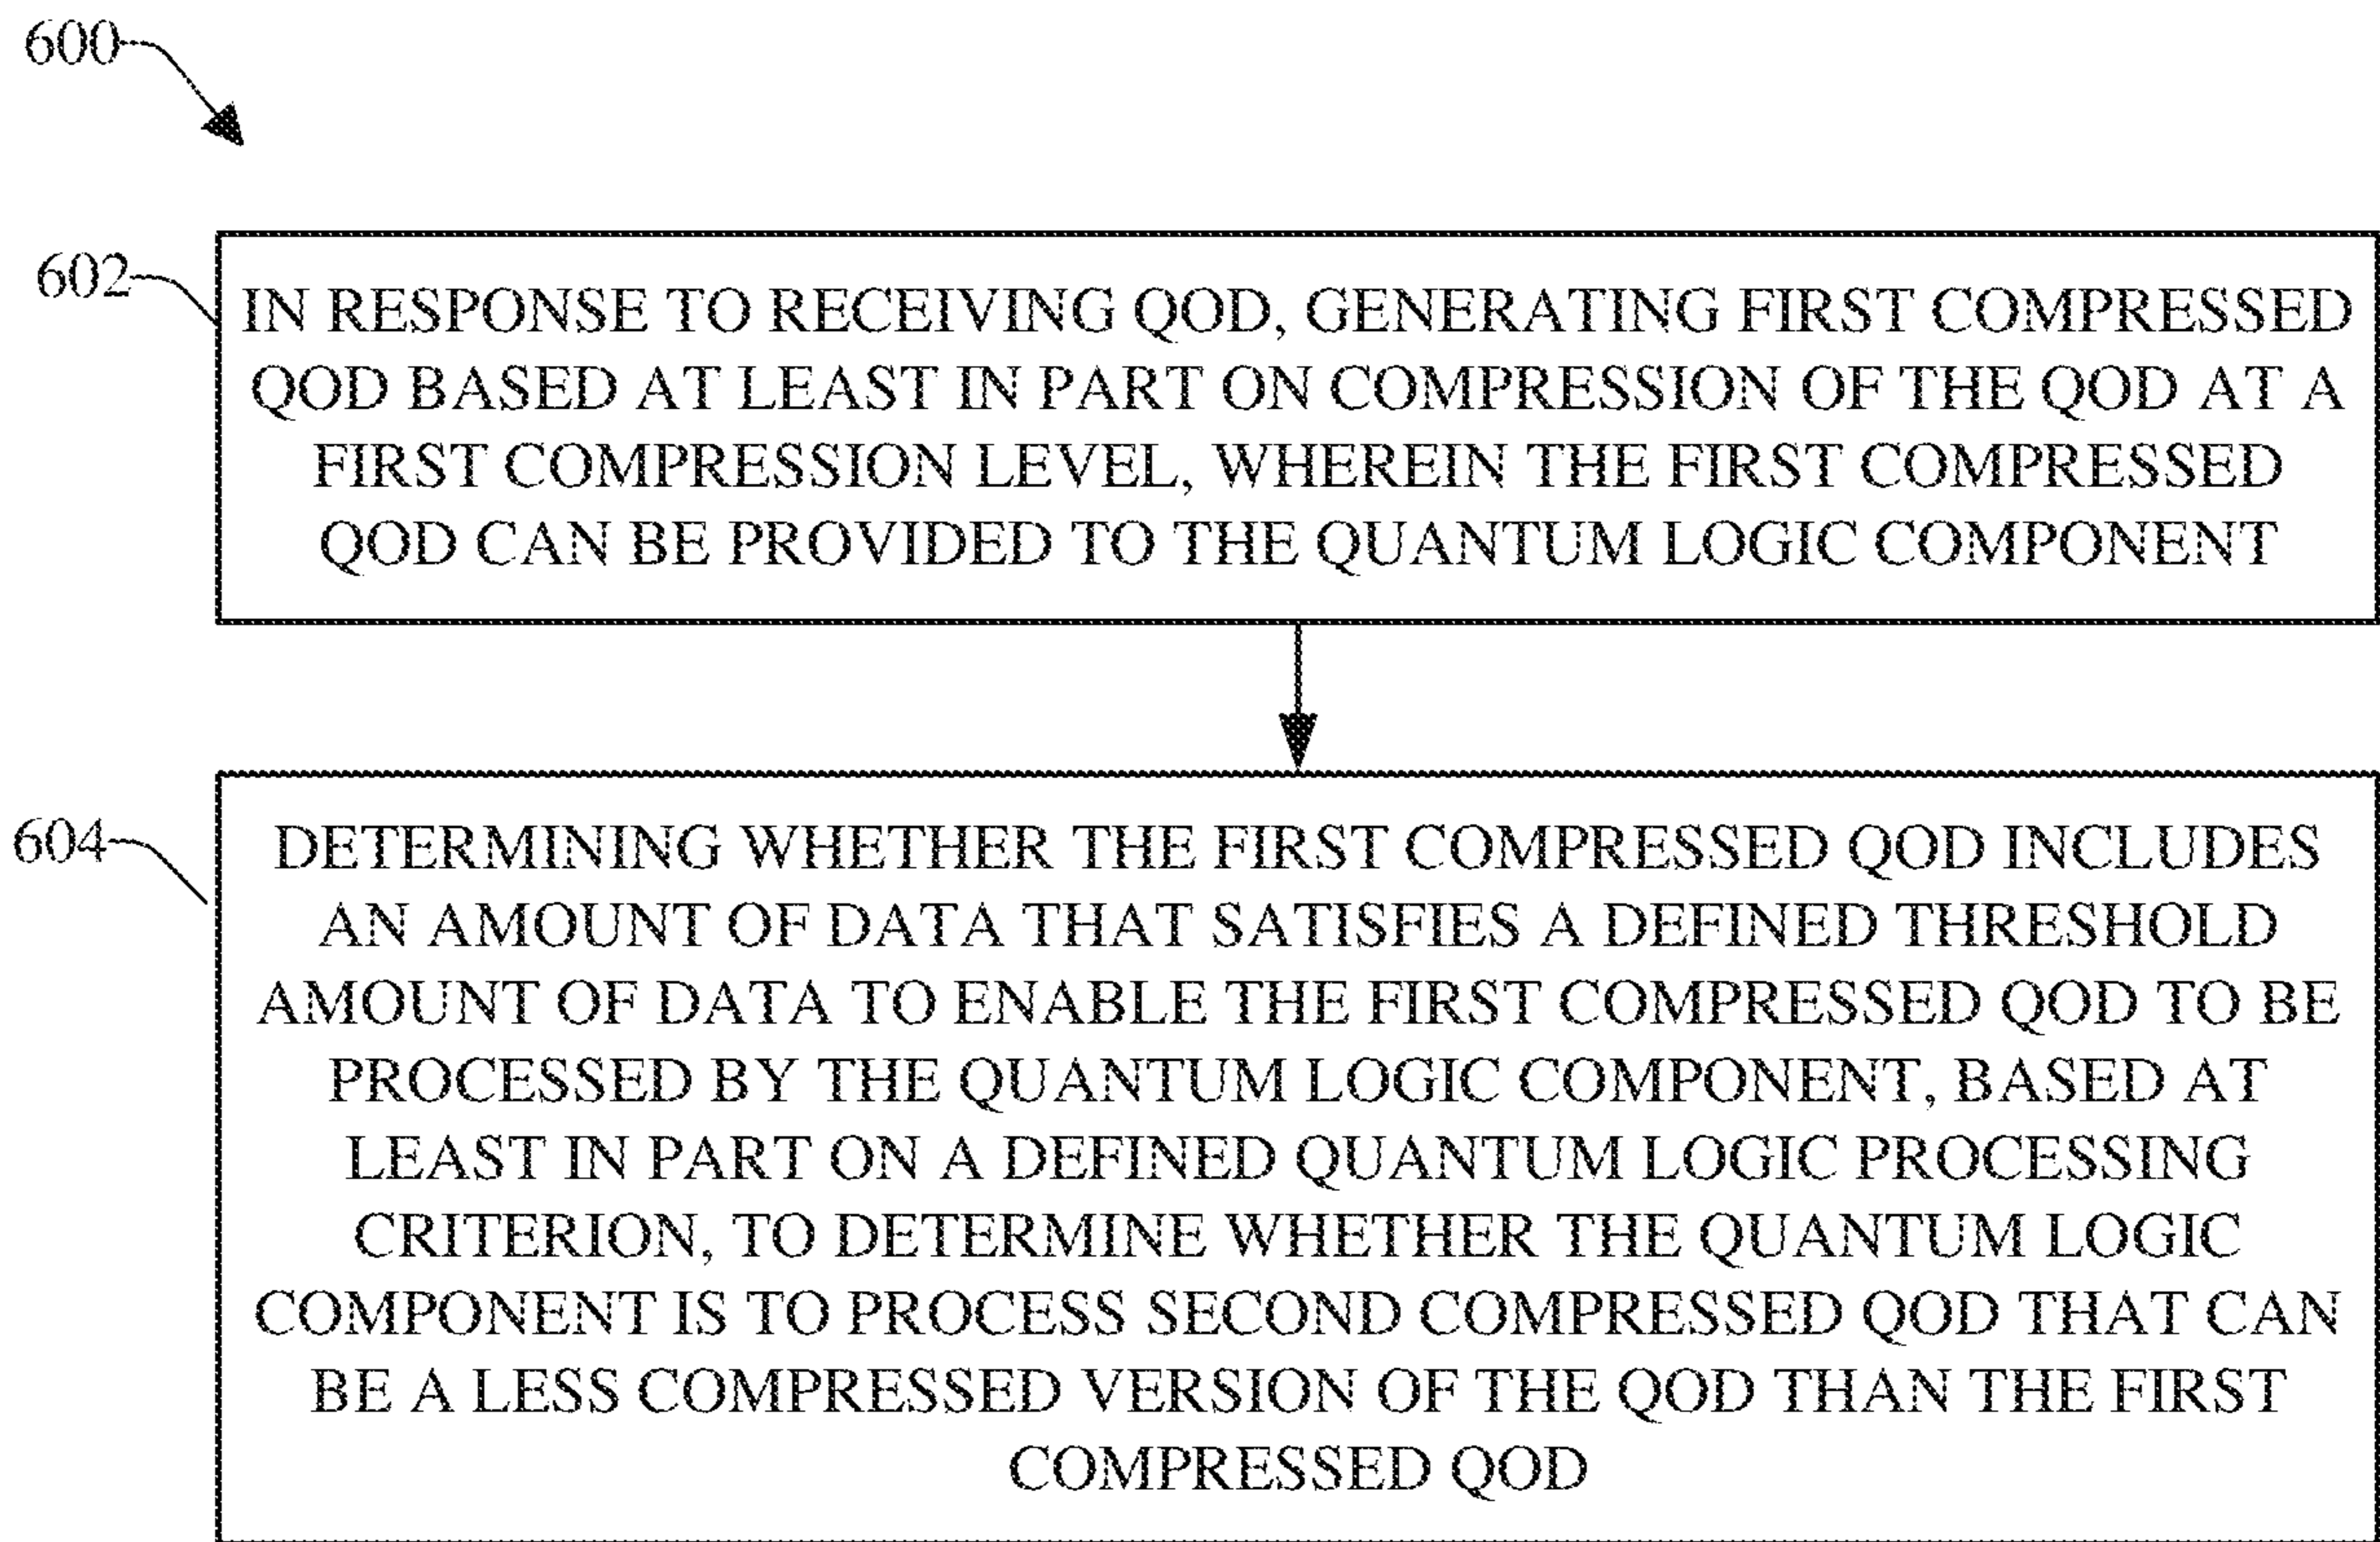 600
602
IN RESPONSE TO RECEIVING QOD, GENERATING FIRST COMPRESSED
QOD BASED AT LEAST IN PART ON COMPRESSION OF THE QOD AT A
FIRST COMPRESSION LEVEL, WHEREIN THE FIRST COMPRESSED
QOD CAN BE PROVIDED TO THE QUANTUM LOGIC COMPONENT
604
DETERMINING WHETHER THE FIRST COMPRESSED QOD INCLUDES
AN AMOUNT OF DATA THAT SATISFIES A DEFINED THRESHOLD
AMOUNT OF DATA TO ENABLE THE FIRST COMPRESSED QOD TO BE
PROCESSED BY THE QUANTUM LOGIC COMPONENT, BASED AT
LEAST IN PART ON A DEFINED QUANTUM LOGIC PROCESSING
CRITERION, TO DETERMINE WHETHER THE QUANTUM LOGIC
COMPONENT IS TO PROCESS SECOND COMPRESSED QOD THAT CAN
BE A LESS COMPRESSED VERSION OF THE QOD THAN THE FIRST
COMPRESSED QOD